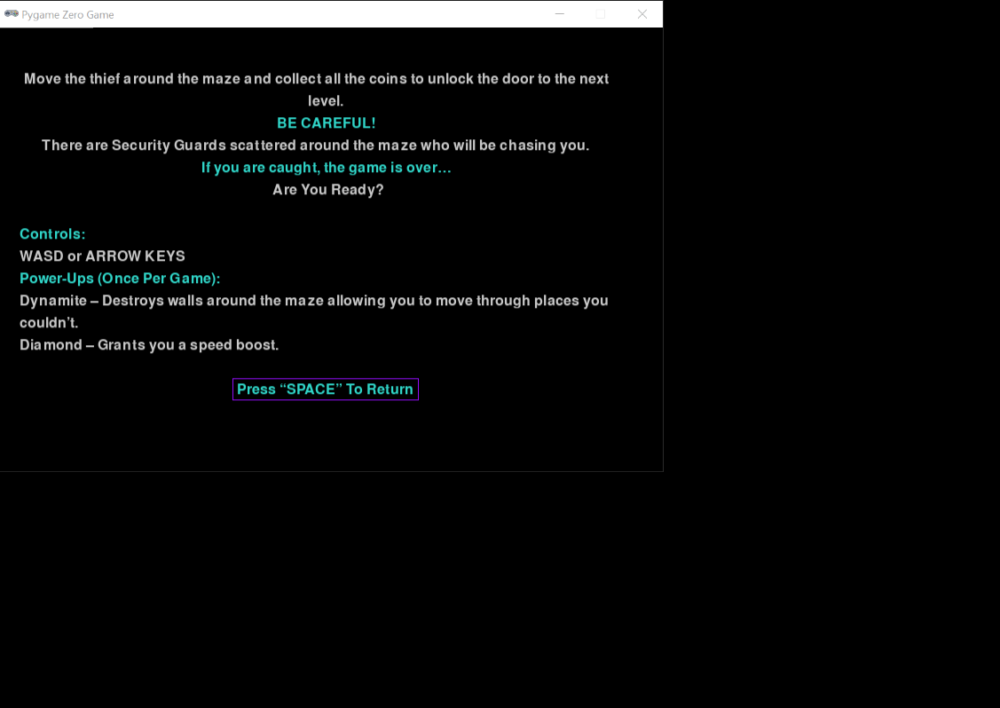 Pygame Zero Game
Move the thief around the maze and collect all the coins to unlock the door to the next
level.
BE CAREFUL!
There are Security Guards scattered around the maze who will be chasing you.
If you are caught, the game is over…
Are You Ready?
Controls:
WASD or ARROW KEYS
Power-Ups (Once Per Game):
Dynamite – Destroys walls around the maze allowing you to move through places you
couldn’t.
Diamond – Grants you a speed boost.
Press “SPACE” To Return